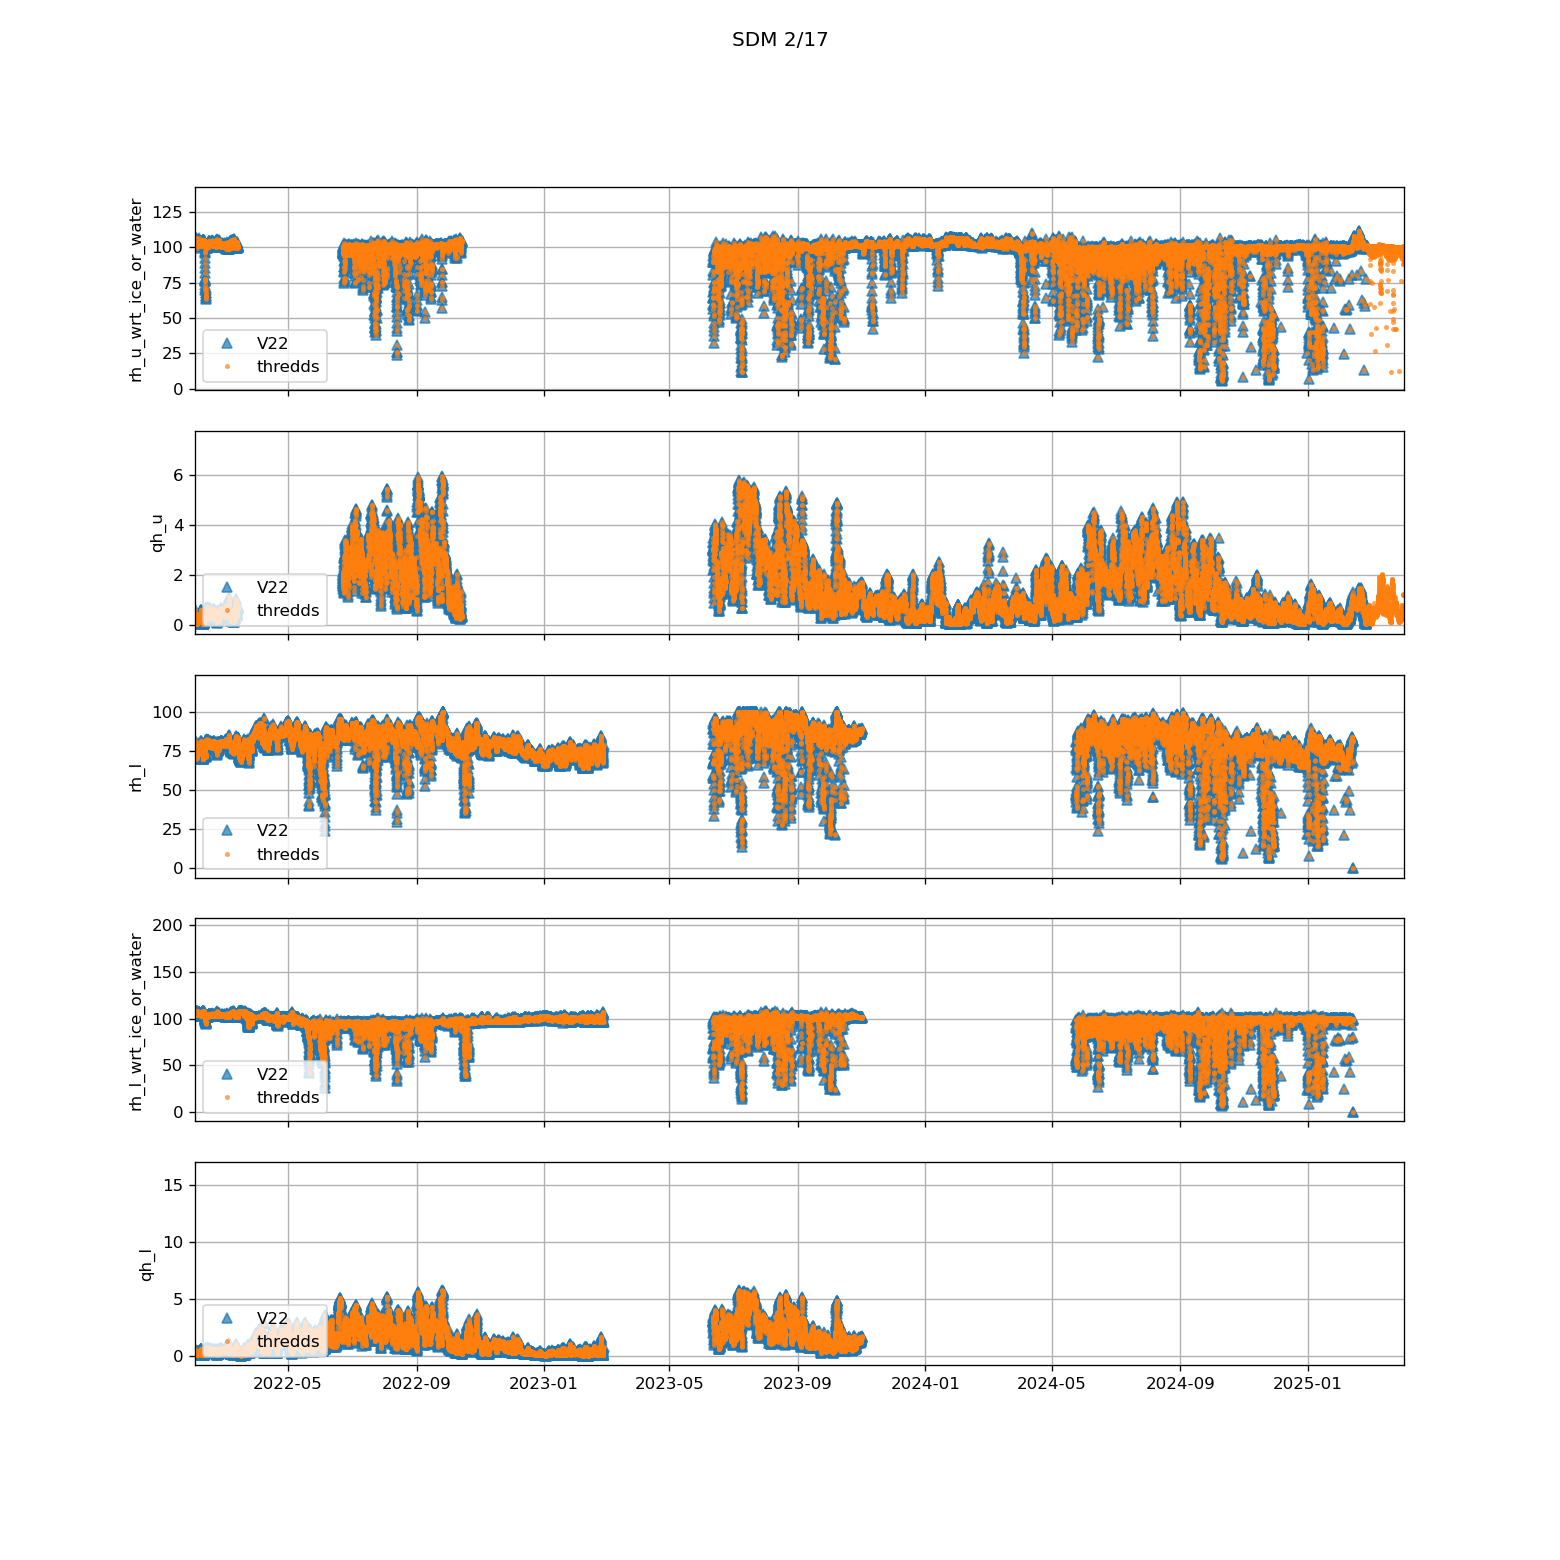 SDM 2/17
rh_u_wrt_ice_or_water
125
100
75
50
25
0
V22
thredds
qh_u
6
4
2
0
V22
thredds
rh_l
100
75
50
25
0
V22
thredds
rh_l_wrt_ice_or_water
200
150
100
50
0
V22
thredds
qh_l
15
10
5
0
V22
thredds
2022-05 2022-09 2023-01 2023-05 2023-09 2024-01 2024-05 2024-09 2025-01